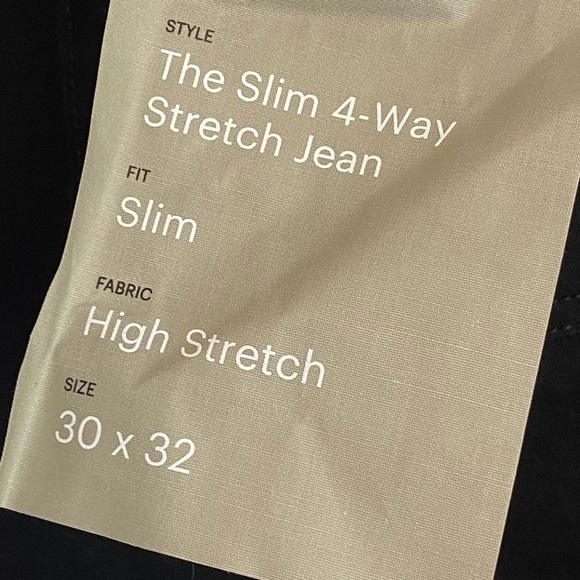 STYLE
The Slim 4-Way
Stretch Jean
FIT
Slim
FABRIC
High Stretch
SIZE
30 x 32